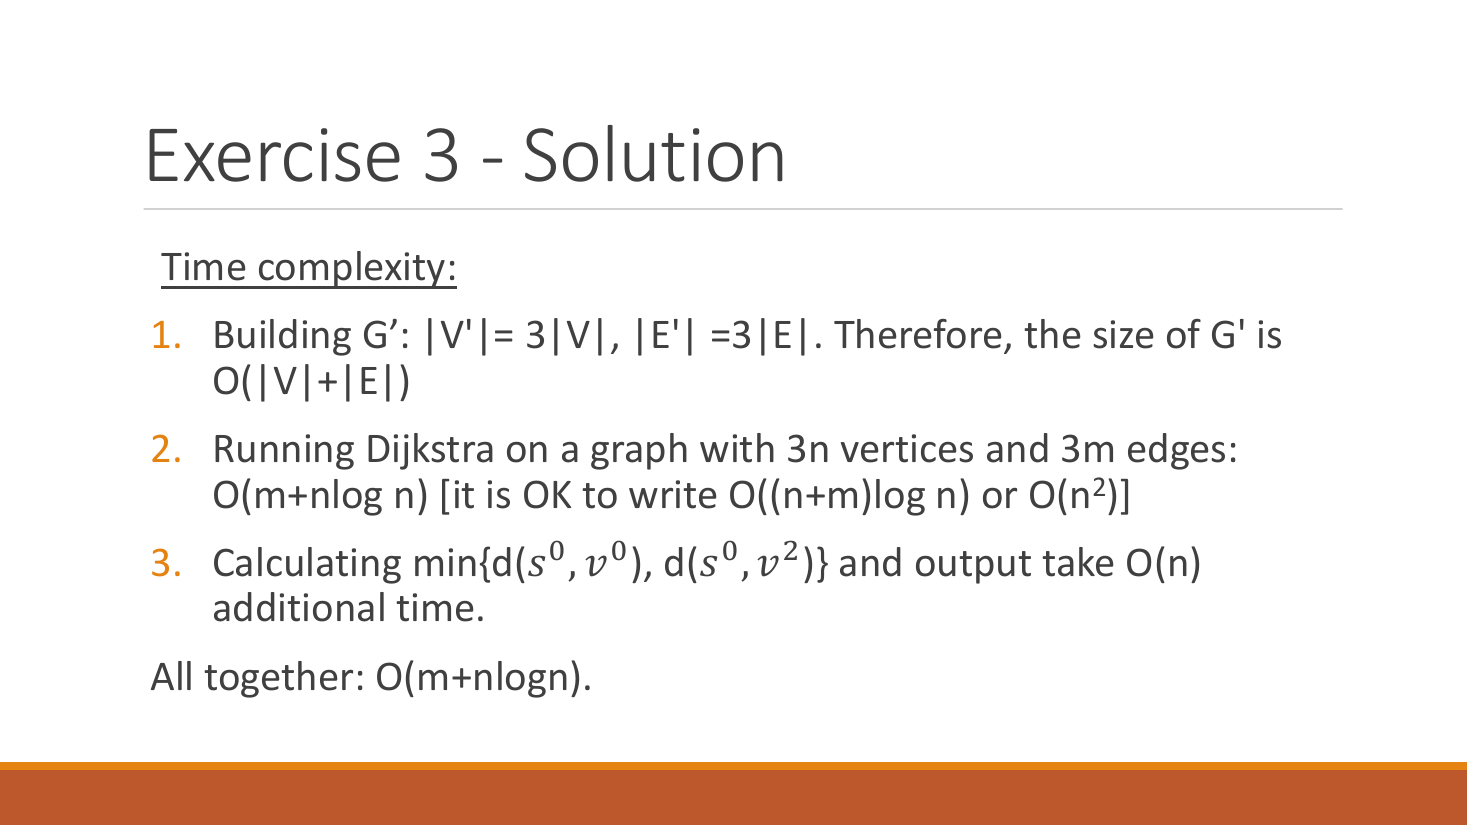 Exercise 3 - Solution
Time complexity:
1. Building G’: |V'|= 3|V|, |E'| =3|E|. Therefore, the size of G' is
O(|V|+|E|)
2. Running Dijkstra on a graph with 3n vertices and 3m edges:
O(m+nlog n) [it is OK to write O((n+m)log n) or O(n²)]
3. Calculating min{d(𝑠⁰, 𝑣⁰), d(𝑠⁰, 𝑣²)} and output take O(n)
additional time.
All together: O(m+nlogn).